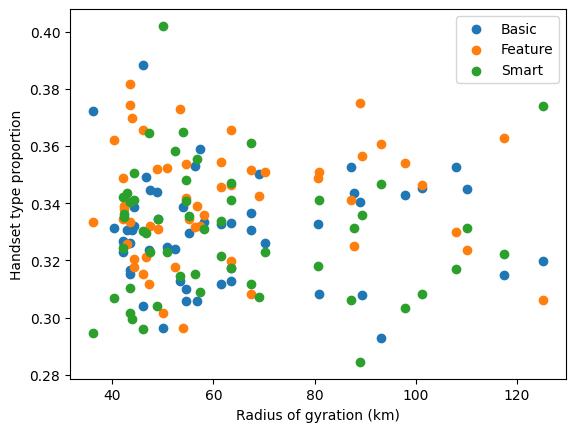 0.40
0.38
0.36
0.34
0.32
0.30
0.28
Handset type proportion
Basic
Feature
Smart
40
60
80
100
120
Radius of gyration (km)